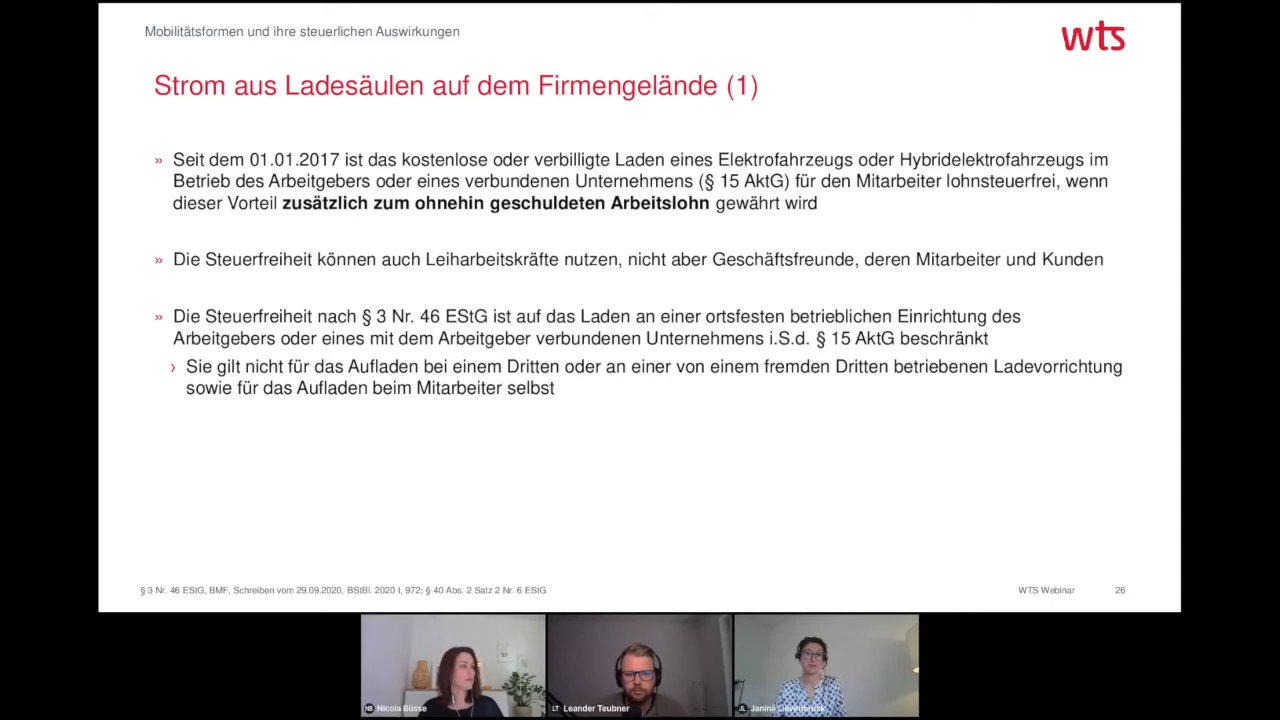 Mobilitätsformen und ihre steuerlichen Auswirkungen
wts
Strom aus Ladesäulen auf dem Firmengelände (1)
» Seit dem 01.01.2017 ist das kostenlose oder verbilligte Laden eines Elektrofahrzeugs oder Hybridelektrofahrzeugs im
Betrieb des Arbeitgebers oder eines verbundenen Unternehmens (§ 15 AktG) für den Mitarbeiter lohnsteuerfrei, wenn
dieser Vorteil zusätzlich zum ohnehin geschuldeten Arbeitslohn gewährt wird
» Die Steuerfreiheit können auch Leiharbeitskräfte nutzen, nicht aber Geschäftsfreunde, deren Mitarbeiter und Kunden
» Die Steuerfreiheit nach § 3 Nr. 46 EStG ist auf das Laden an einer ortsfesten betrieblichen Einrichtung des
Arbeitgebers oder eines mit dem Arbeitgeber verbundenen Unternehmens i.S.d. § 15 AktG beschränkt
› Sie gilt nicht für das Aufladen bei einem Dritten oder an einer von einem fremden Dritten betriebenen Ladevorrichtung
sowie für das Aufladen beim Mitarbeiter selbst
§ 3 Nr. 46 EStG, BMF, Schreiben vom 29.09.2020, BStBl. 2020 I, 972; § 40 Abs. 2 Satz 2 Nr. 6 EStG
WTS Webinar
26
NB Nicola Büsse
LT Leander Teubner
JL Janina Lievenbrück